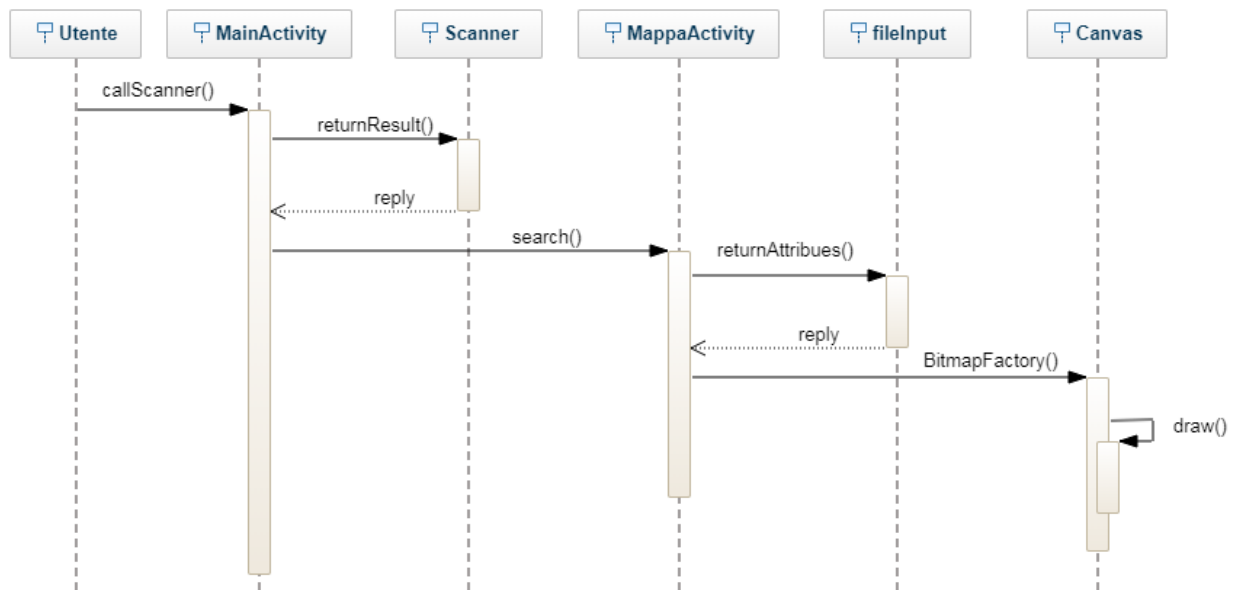 Utente
MainActivity
Scanner
MappaActivity
fileInput
Canvas
callScanner()
returnResult()
reply
search()
returnAttribues()
reply
BitmapFactory()
draw()